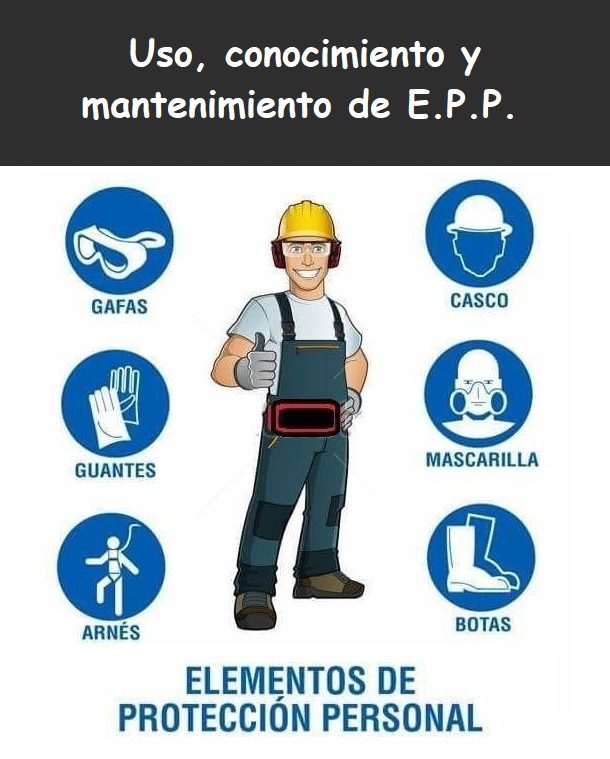 Uso, conocimiento y
mantenimiento de E.P.P.
GAFAS
CASCO
GUANTES
MASCARILLA
ARNÉS
BOTAS
ELEMENTOS DE
PROTECCIÓN PERSONAL